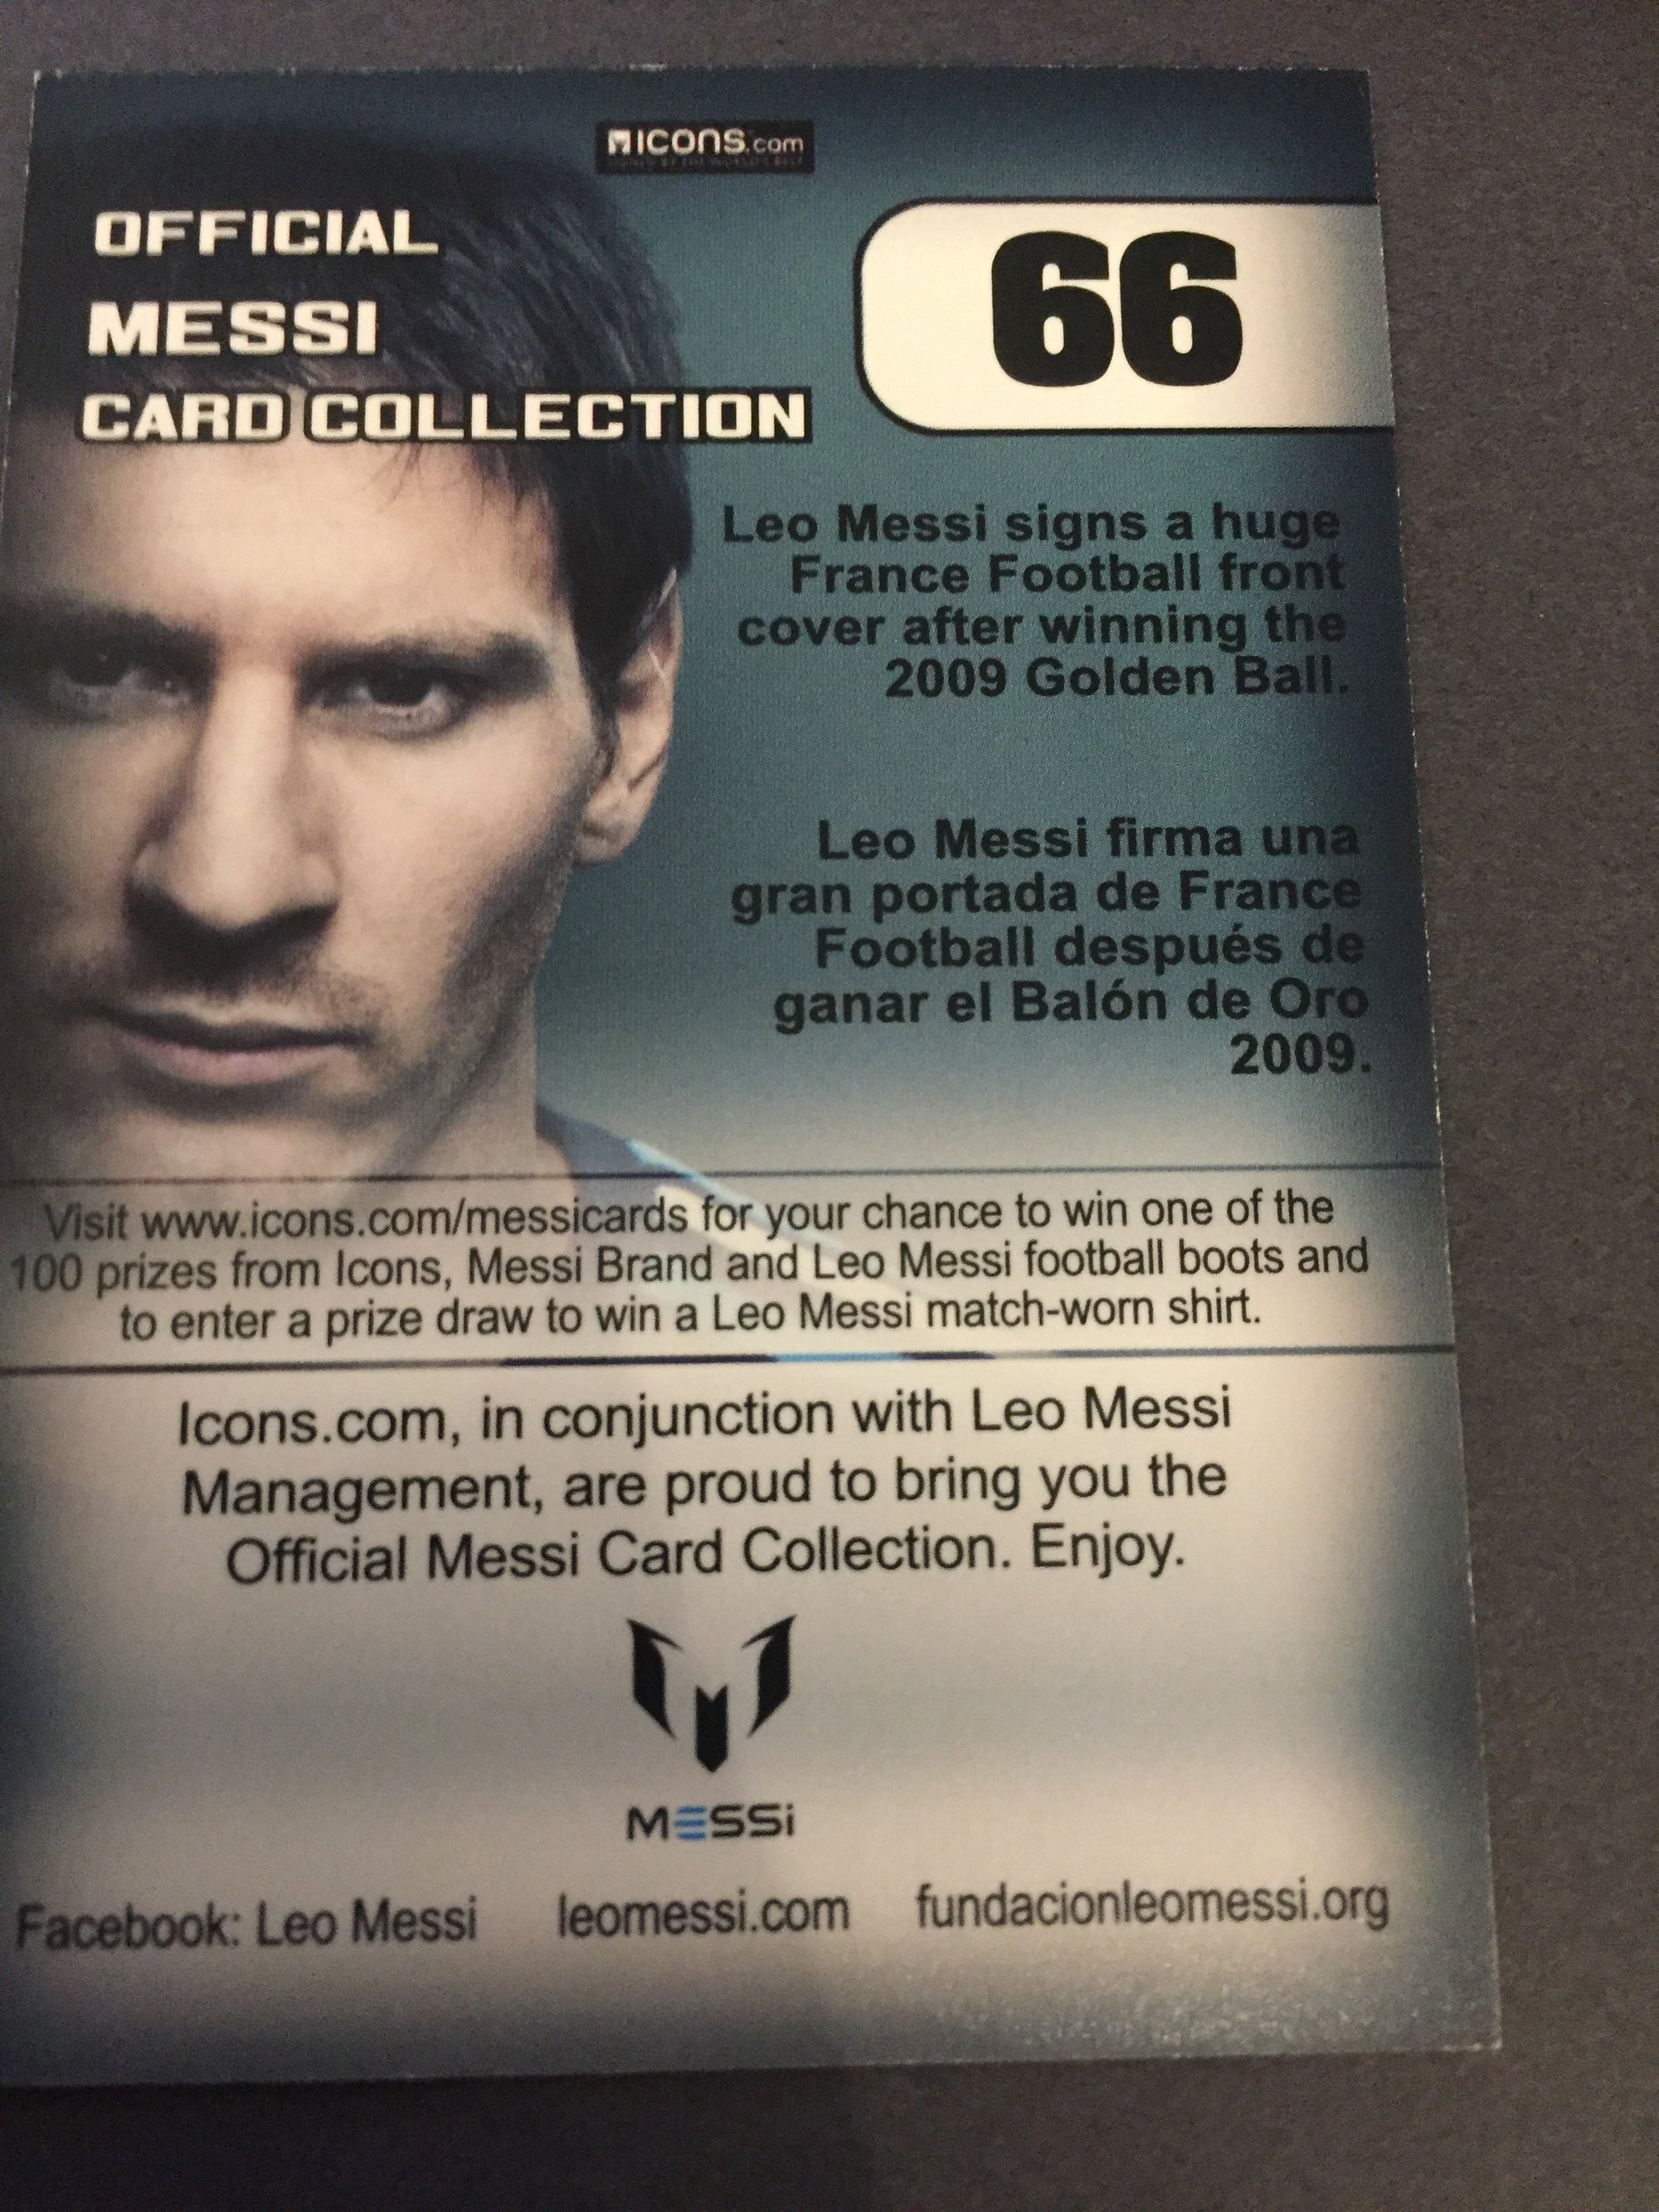 ICONS.com
SIGNED BY THE WORLD'S BEST
OFFICIAL
MESSI
CARD COLLECTION
66
Leo Messi signs a huge
France Football front
cover after winning the
2009 Golden Ball.
Leo Messi firma una
gran portada de France
Football después de
ganar el Balón de Oro
2009.
Visit www.icons.com/messicards for your chance to win one of the
100 prizes from Icons, Messi Brand and Leo Messi football boots and
to enter a prize draw to win a Leo Messi match-worn shirt.
Icons.com, in conjunction with Leo Messi
Management, are proud to bring you the
Official Messi Card Collection. Enjoy.
MESSi
Facebook: Leo Messi leomessi.com fundacionleomessi.org